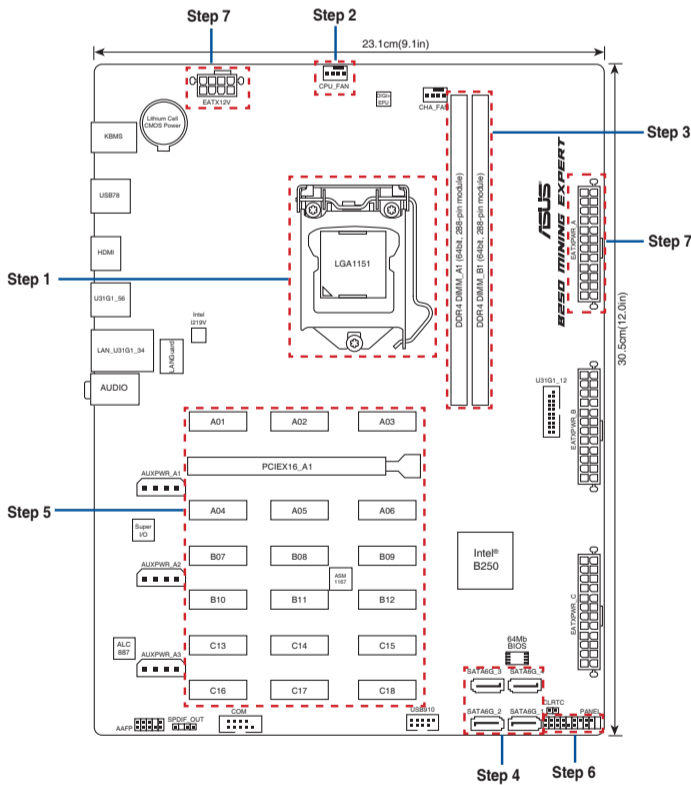 Step 7
Step 2
23.1cm(9.1in)
CPU_FAN
EATX12V
DIGI+
EPU
CHA_FAN
Lithium Cell
CMOS Power
KBMS
Step 3
USB78
DDR4 DIMM_A1 (64bit, 288-pin module)
DDR4 DIMM_B1 (64bit, 288-pin module)
ASUS
B250 MINING EXPERT
EATXPWR_A
Step 7
HDMI
LGA1151
Step 1
U31G1_56
Intel
I219V
30.5cm(12.0in)
LAN_U31G1_34
LANGuard
AUDIO
U31G1_12
EATXPWR_B
A01
A02
A03
PCIEX16_A1
AUXPWR_A1
Step 5
A04
A05
A06
Super
I/O
B07
B08
B09
Intel®
B250
AUXPWR_A2
ASM
1167
B10
B11
B12
EATXPWR_C
ALC
887
C13
C14
C15
64Mb
BIOS
AUXPWR_A3
SATA6G_3
SATA6G_4
C16
C17
C18
CLRTC
SATA6G_2
SATA6G_1
PANEL
AAFP
SPDIF_OUT
COM
USB910
Step 4
Step 6